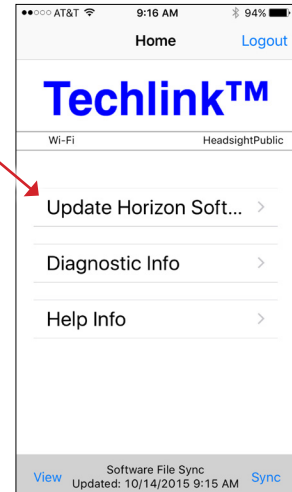 AT&T 9:16 AM 94%
Home Logout
Techlink™
Wi-Fi HeadsightPublic
Update Horizon Soft...
Diagnostic Info
Help Info
Software File Sync
View Updated: 10/14/2015 9:15 AM Sync